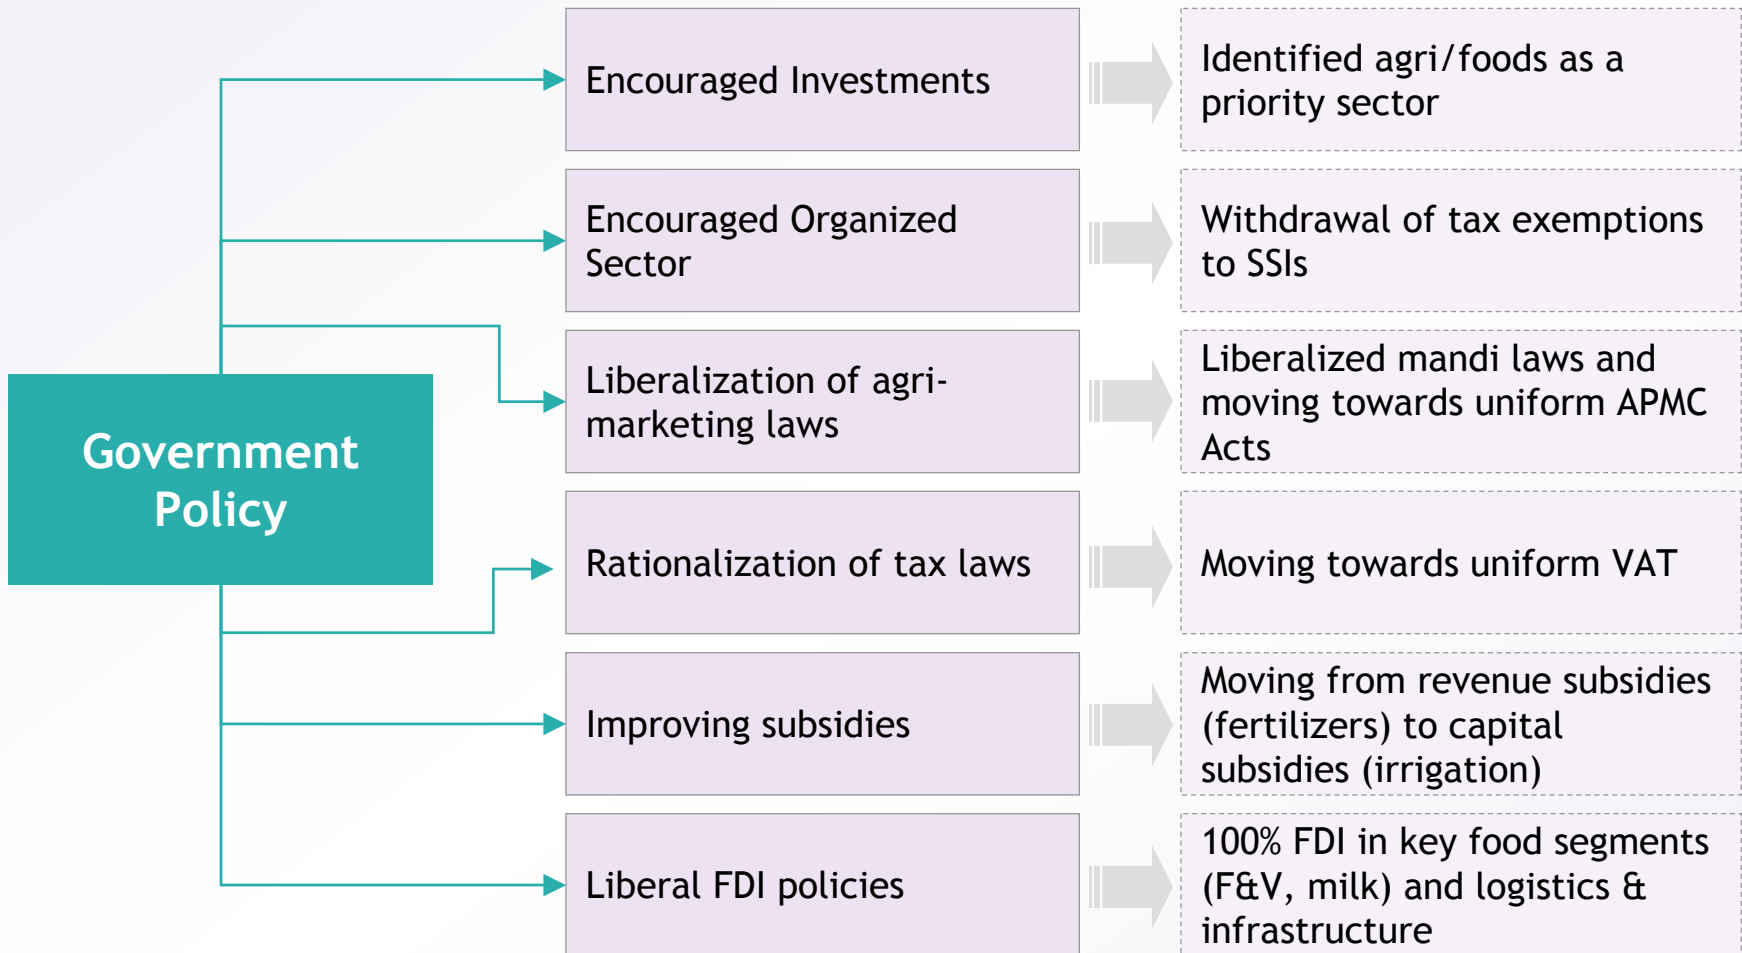 Government
Policy
Encouraged Investments
Identified agri/foods as a
priority sector
Encouraged Organized
Sector
Withdrawal of tax exemptions
to SSIs
Liberalization of agri-
marketing laws
Liberalized mandi laws and
moving towards uniform APMC
Acts
Rationalization of tax laws
Moving towards uniform VAT
Improving subsidies
Moving from revenue subsidies
(fertilizers) to capital
subsidies (irrigation)
Liberal FDI policies
100% FDI in key food segments
(F&V, milk) and logistics &
infrastructure